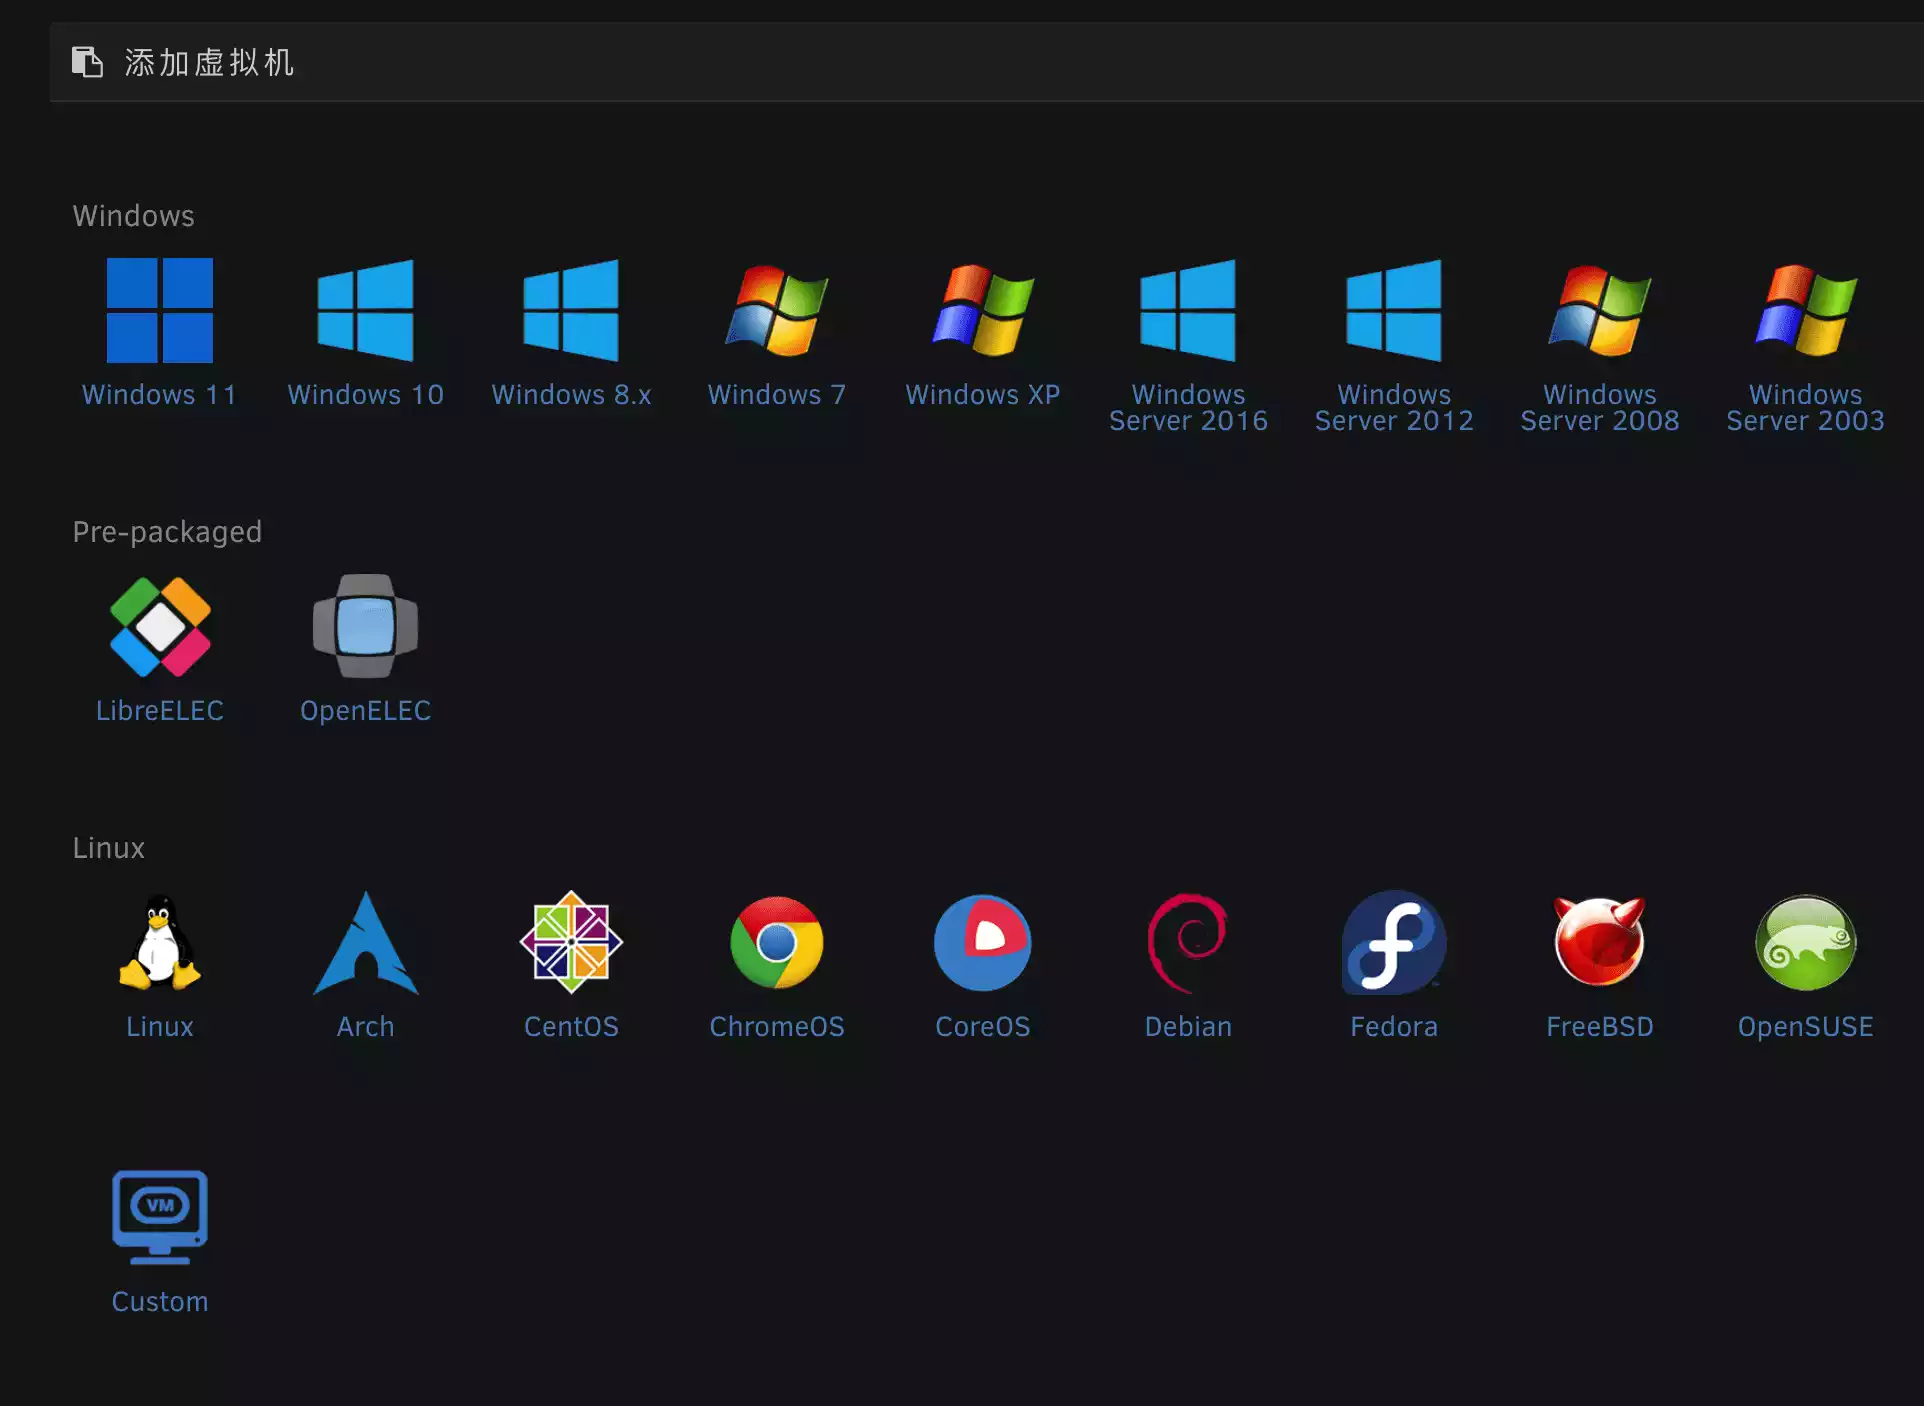 添加虚拟机
Windows
Windows 11
Windows 10
Windows 8.x
Windows 7
Windows XP
Windows
Server 2016
Windows
Server 2012
Windows
Server 2008
Windows
Server 2003
Pre-packaged
LibreELEC
OpenELEC
Linux
Linux
Arch
CentOS
ChromeOS
CoreOS
Debian
Fedora
FreeBSD
OpenSUSE
VM
Custom